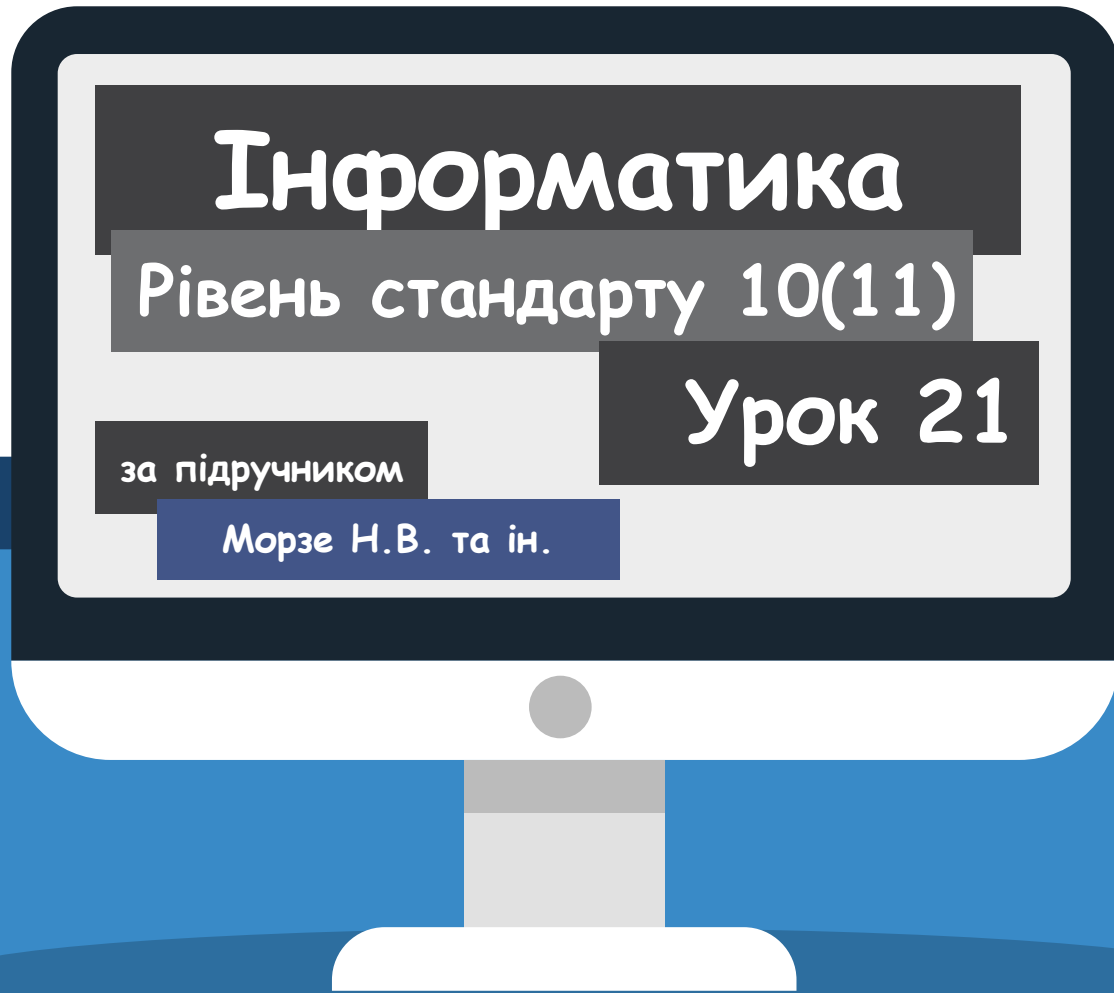 Інформатика
Рівень стандарту 10(11)
Урок 21
за підручником
Морзе Н.В. та ін.